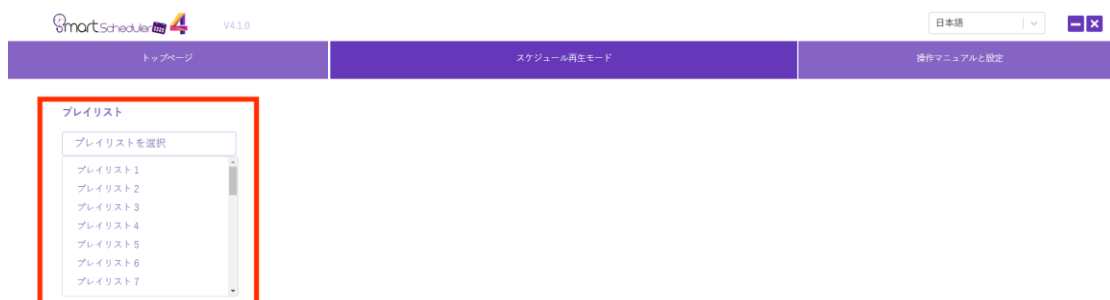 Smart Scheduler 4 V4.1.0 日本語
トップページ スケジュール再生モード 操作マニュアルと設定
プレイリスト
プレイリストを選択
プレイリスト 1
プレイリスト 2
プレイリスト 3
プレイリスト 4
プレイリスト 5
プレイリスト 6
プレイリスト 7